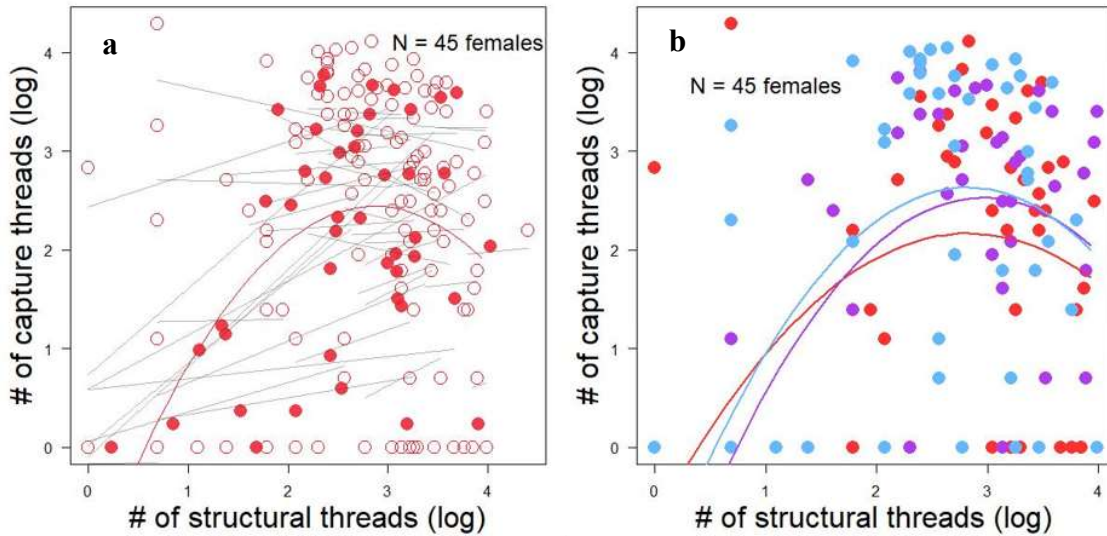 a
N = 45 females
# of capture threads (log)
4
3
2
1
0
0 1 2 3 4
# of structural threads (log)
b
N = 45 females
# of capture threads (log)
4
3
2
1
0
0 1 2 3 4
# of structural threads (log)